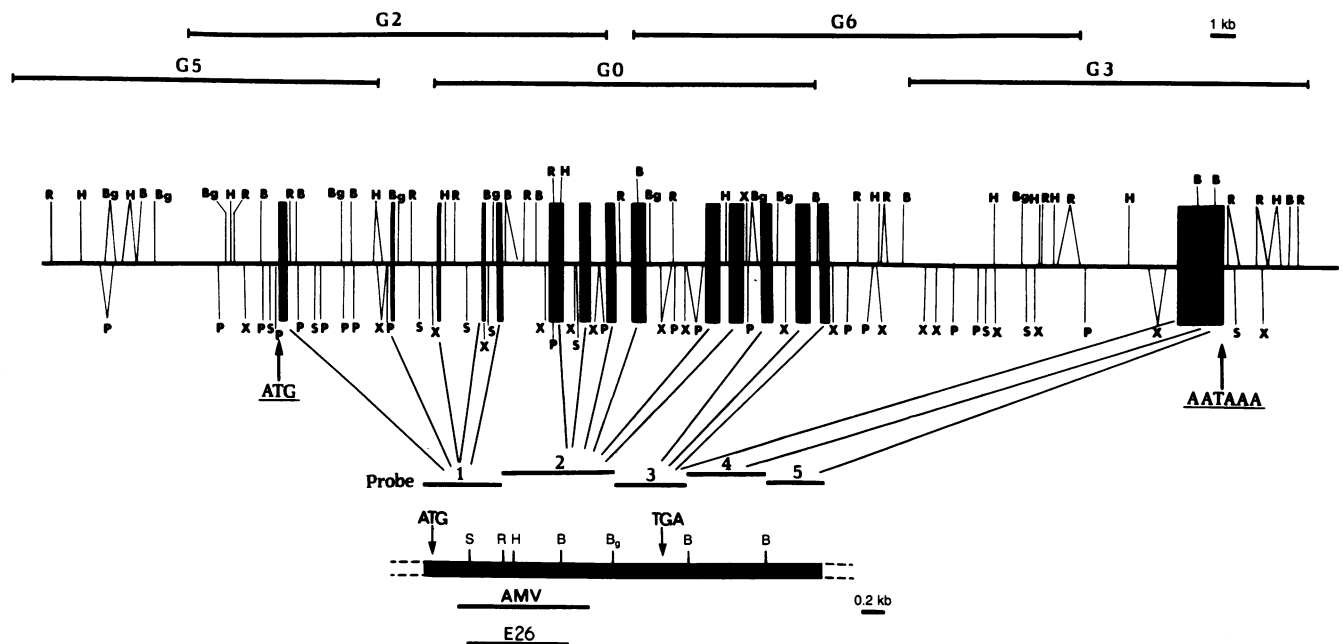 G2 G6 1 kb
G5 G0 G3
R H B
B B
R H Bg H B Bg Bg H R B R B Bg B H Bg R H R Bg B R B R Bg R H X Bg Bg B R H R B H Bg H R H R H R R H B R
P P X P S P P S P P P X P S X S X S X P X S X P X P X P P X X P P X X X P P S X S X P X S X
ATG AATAAA
Probe 1 2 3 4 5
ATG TGA
S R H B Bg B B
AMV 0.2 kb
E26